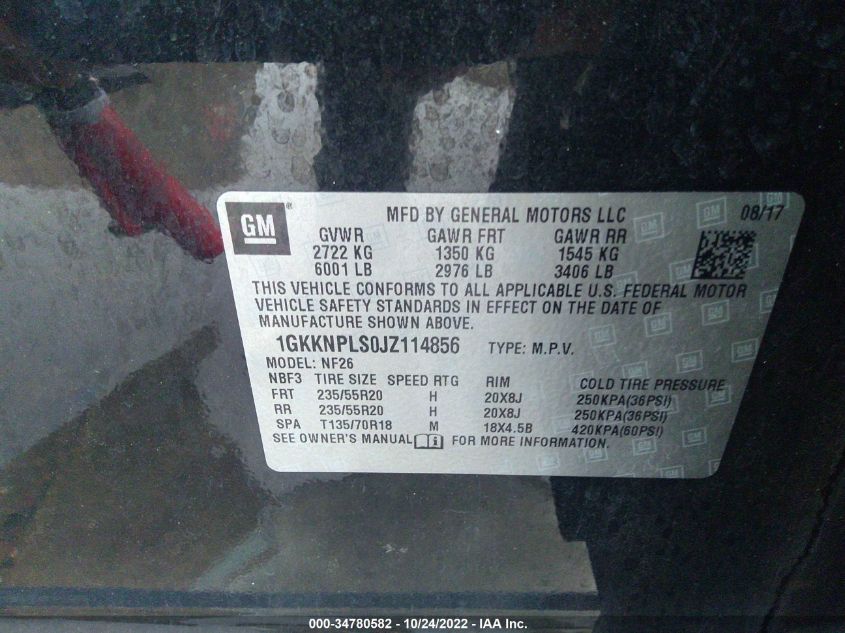 GM ®
MFD BY GENERAL MOTORS LLC 08/17
GVWR GAWR FRT GAWR RR
2722 KG 1350 KG 1545 KG
6001 LB 2976 LB 3406 LB
THIS VEHICLE CONFORMS TO ALL APPLICABLE U.S. FEDERAL MOTOR
VEHICLE SAFETY STANDARDS IN EFFECT ON THE DATE OF
MANUFACTURE SHOWN ABOVE.
1GKKNPLS0JZ114856 TYPE: M.P.V.
MODEL: NF26
NBF3 TIRE SIZE SPEED RTG RIM COLD TIRE PRESSURE
FRT 235/55R20 H 20X8J 250KPA(36PSI)
RR 235/55R20 H 20X8J 250KPA(36PSI)
SPA T135/70R18 M 18X4.5B 420KPA(60PSI)
SEE OWNER'S MANUAL FOR MORE INFORMATION.
000-34780582 - 10/24/2022 - IAA Inc.